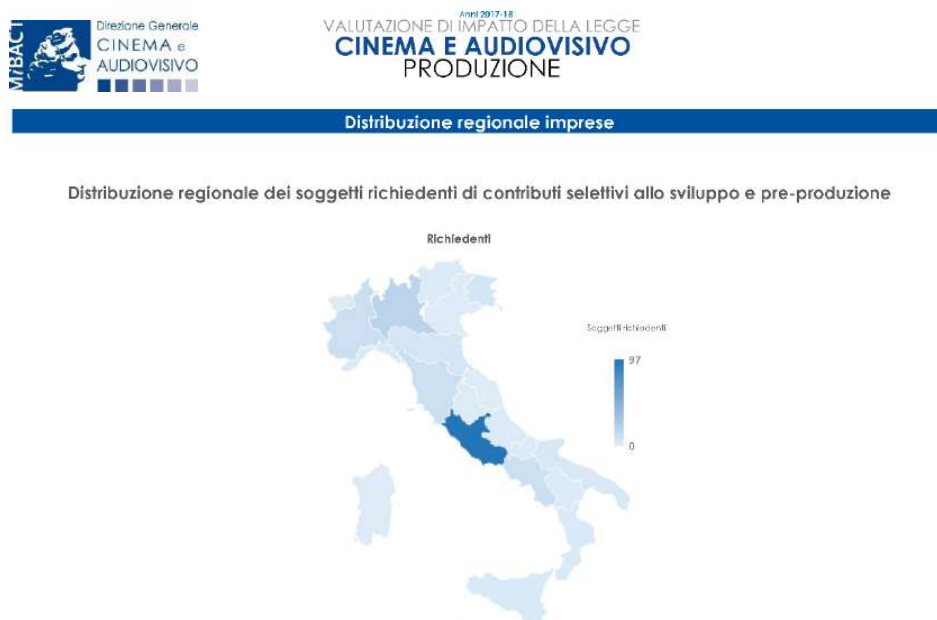 MiBACT
Direzione Generale
CINEMA e
AUDIOVISIVO
Anni 2017-18
VALUTAZIONE DI IMPATTO DELLA LEGGE
CINEMA E AUDIOVISIVO
PRODUZIONE
Distribuzione regionale imprese
Distribuzione regionale dei soggetti richiedenti di contributi selettivi allo sviluppo e pre-produzione
Richiedenti
Soggetti richiedenti
97
0